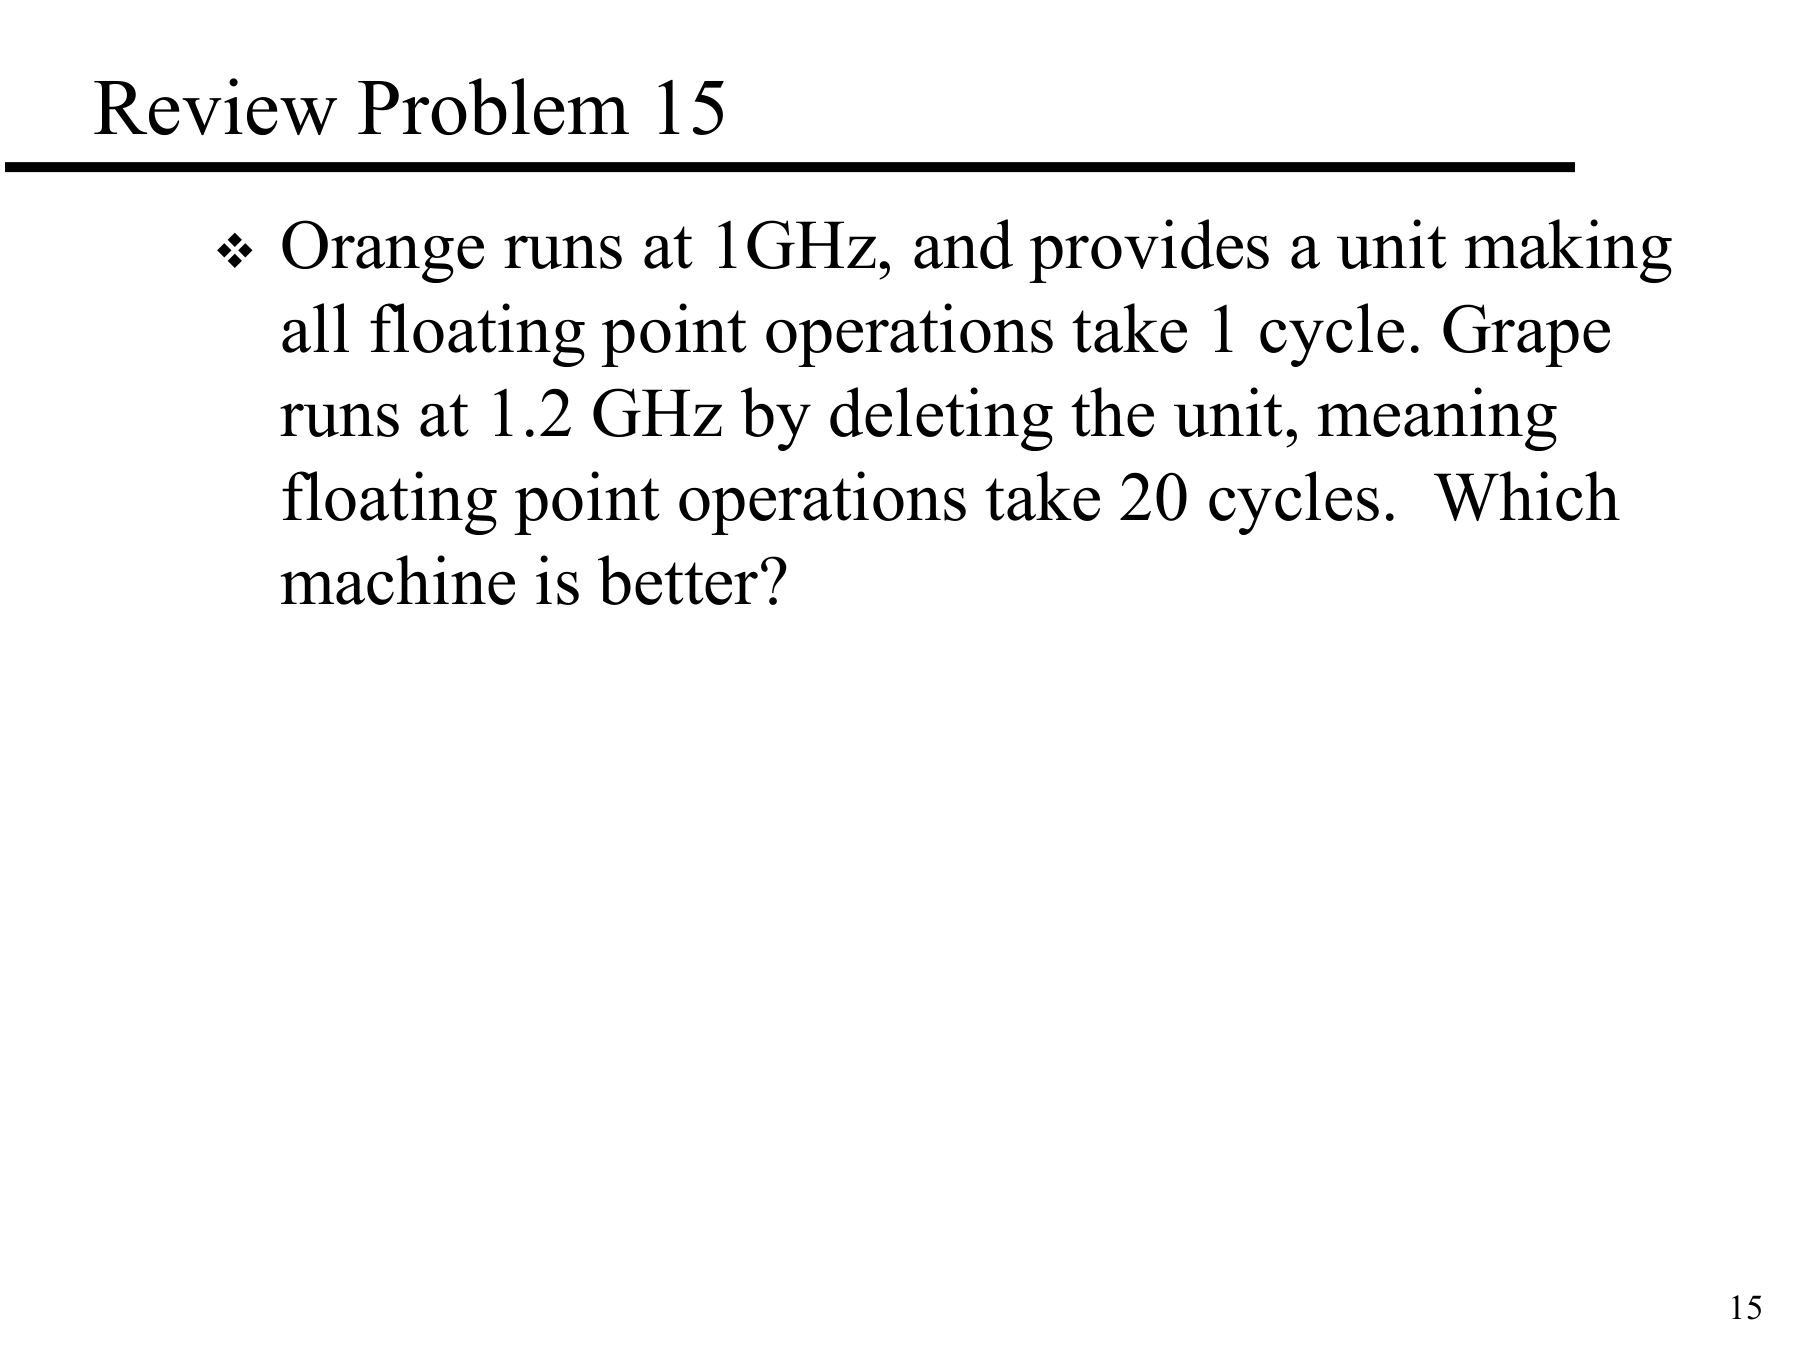 Review Problem 15
❖ Orange runs at 1GHz, and provides a unit making
all floating point operations take 1 cycle. Grape
runs at 1.2 GHz by deleting the unit, meaning
floating point operations take 20 cycles.  Which
machine is better?
15